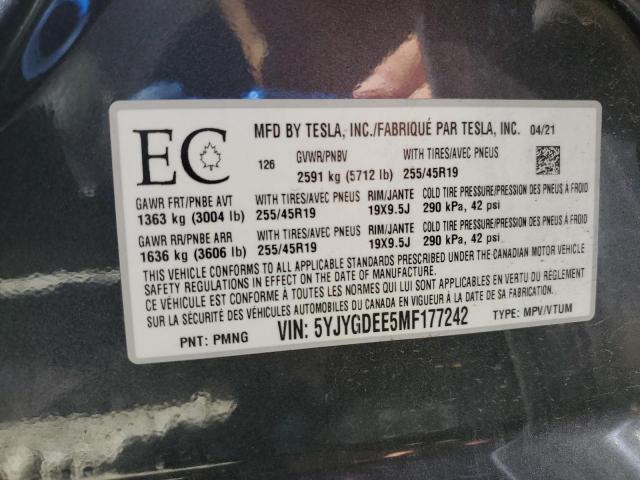 EC
MFD BY TESLA, INC./FABRIQUÉ PAR TESLA, INC. 04/21
126 GVWR/PNBV WITH TIRES/AVEC PNEUS
2591 kg (5712 lb) 255/45R19
GAWR FRT/PNBE AVT WITH TIRES/AVEC PNEUS RIM/JANTE COLD TIRE PRESSURE/PRESSION DES PNEUS À FROID
1363 kg (3004 lb) 255/45R19 19X9.5J 290 kPa, 42 psi
GAWR RR/PNBE ARR WITH TIRES/AVEC PNEUS RIM/JANTE COLD TIRE PRESSURE/PRESSION DES PNEUS À FROID
1636 kg (3606 lb) 255/45R19 19X9.5J 290 kPa, 42 psi
THIS VEHICLE CONFORMS TO ALL APPLICABLE STANDARDS PRESCRIBED UNDER THE CANADIAN MOTOR VEHICLE
SAFETY REGULATIONS IN EFFECT ON THE DATE OF MANUFACTURE.
CE VÉHICULE EST CONFORME À TOUTES LES NORMES QUI LUI SONT APPLICABLES EN VERTU DU RÉGLEMENT
SUR LA SÉCURITÉ DES VÉHICULES AUTOMOBILES DU CANADA EN VIGUEUR À LA DATE DE SA FABRICATION.
PNT: PMNG VIN: 5YJYGDEE5MF177242 TYPE: MPV/VTUM